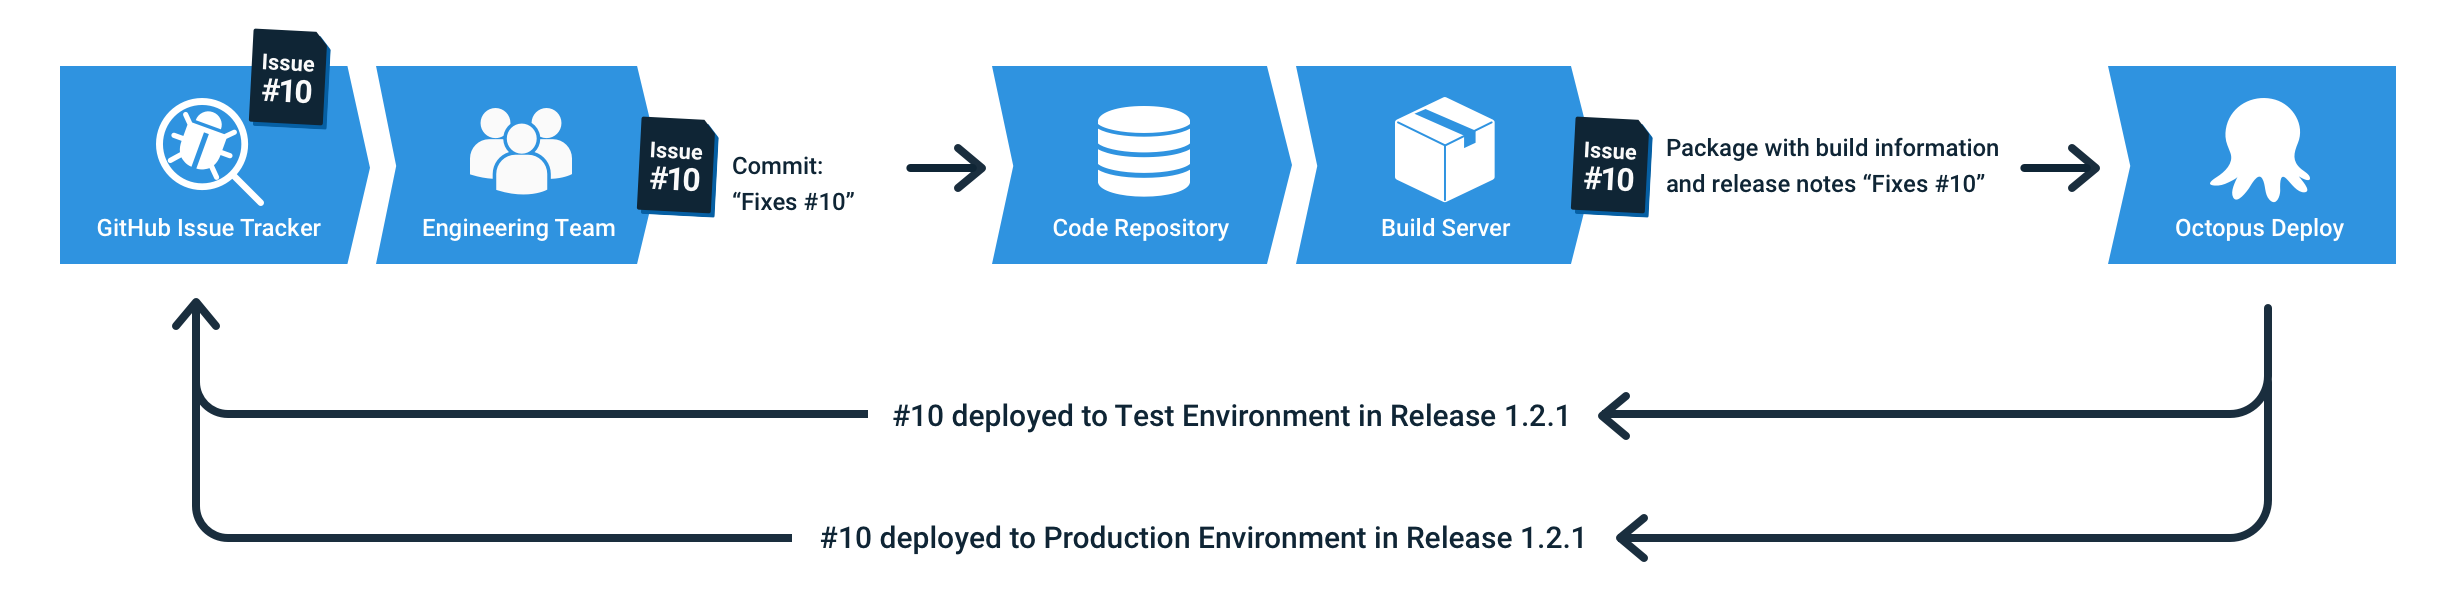 Issue
#10
GitHub Issue Tracker
Engineering Team
Issue
#10
Commit:
“Fixes #10”
Code Repository
Build Server
Issue
#10
Package with build information
and release notes “Fixes #10”
Octopus Deploy
#10 deployed to Test Environment in Release 1.2.1
#10 deployed to Production Environment in Release 1.2.1